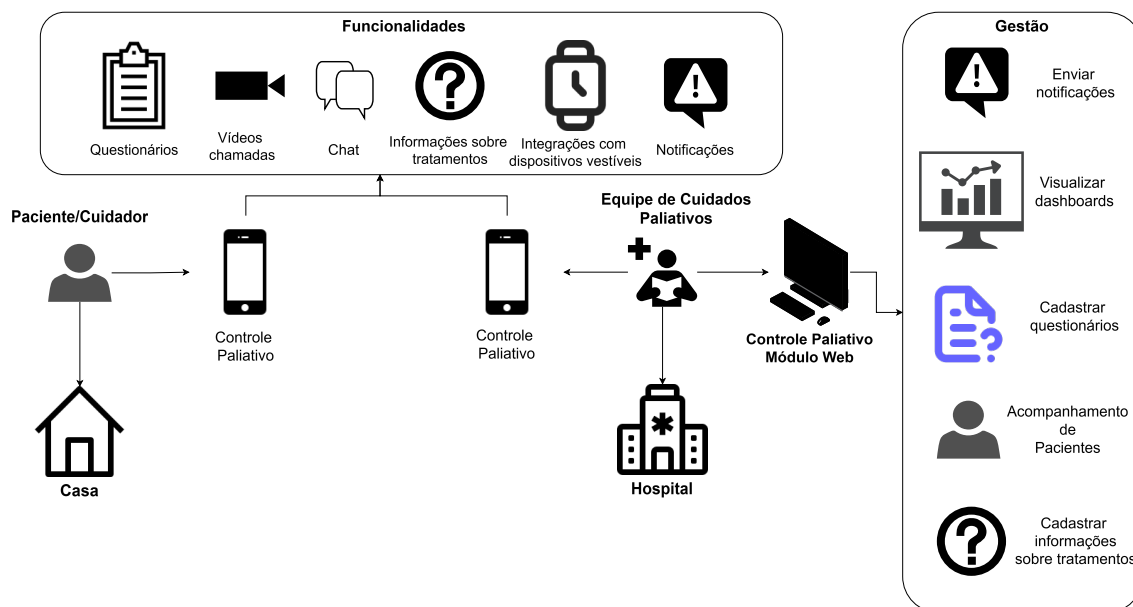 Funcionalidades
Questionários
Vídeos
chamadas
Chat
Informações sobre
tratamentos
Integrações com
dispositivos vestíveis
Notificações
Paciente/Cuidador
Controle
Paliativo
Casa
Controle
Paliativo
Equipe de Cuidados
Paliativos
Hospital
Controle Paliativo
Módulo Web
Gestão
Enviar
notificações
Visualizar
dashboards
Cadastrar
questionários
Acompanhamento
de
Pacientes
Cadastrar
informações
sobre tratamentos